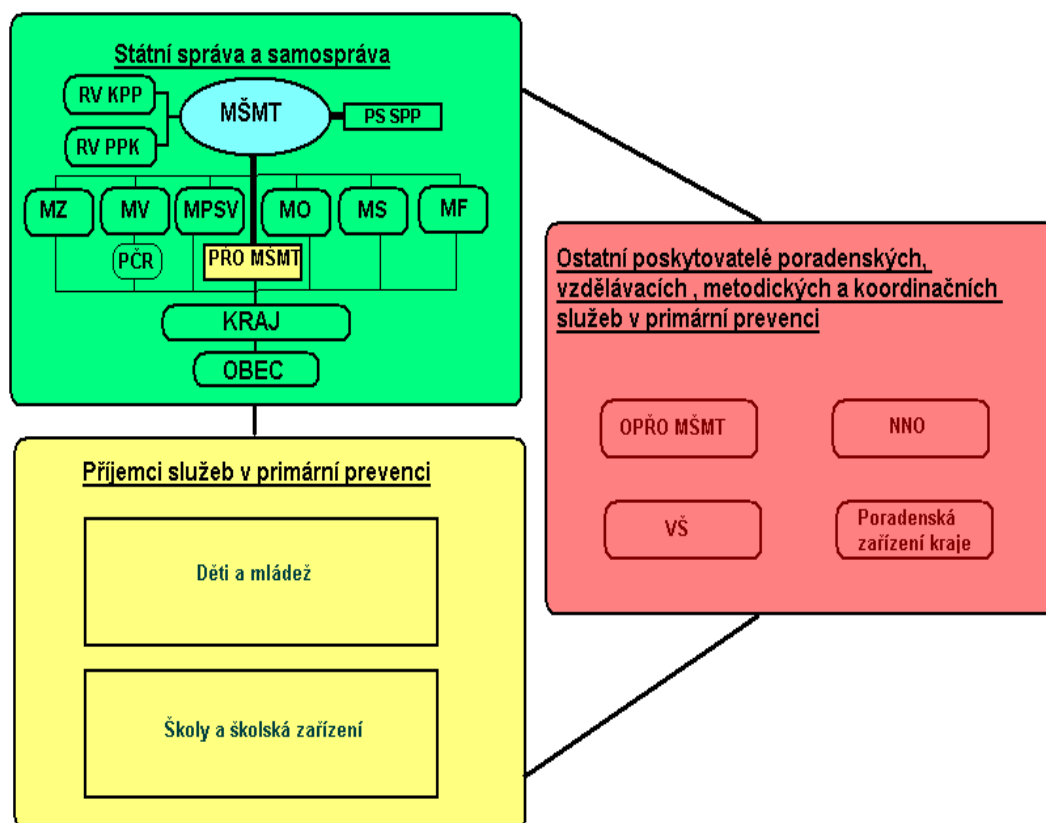 Státní správa a samospráva
RV KPP
MŠMT
PS SPP
RV PPK
MZ
MV
MPSV
MO
MS
MF
PČR
PŘO MŠMT
KRAJ
OBEC
Ostatní poskytovatelé poradenských,
vzdělávacích , metodických a koordinačních
služeb v primární prevenci
OPŘO MŠMT
NNO
VŠ
Poradenská
zařízení kraje
Příjemci služeb v primární prevenci
Děti a mládež
Školy a školská zařízení